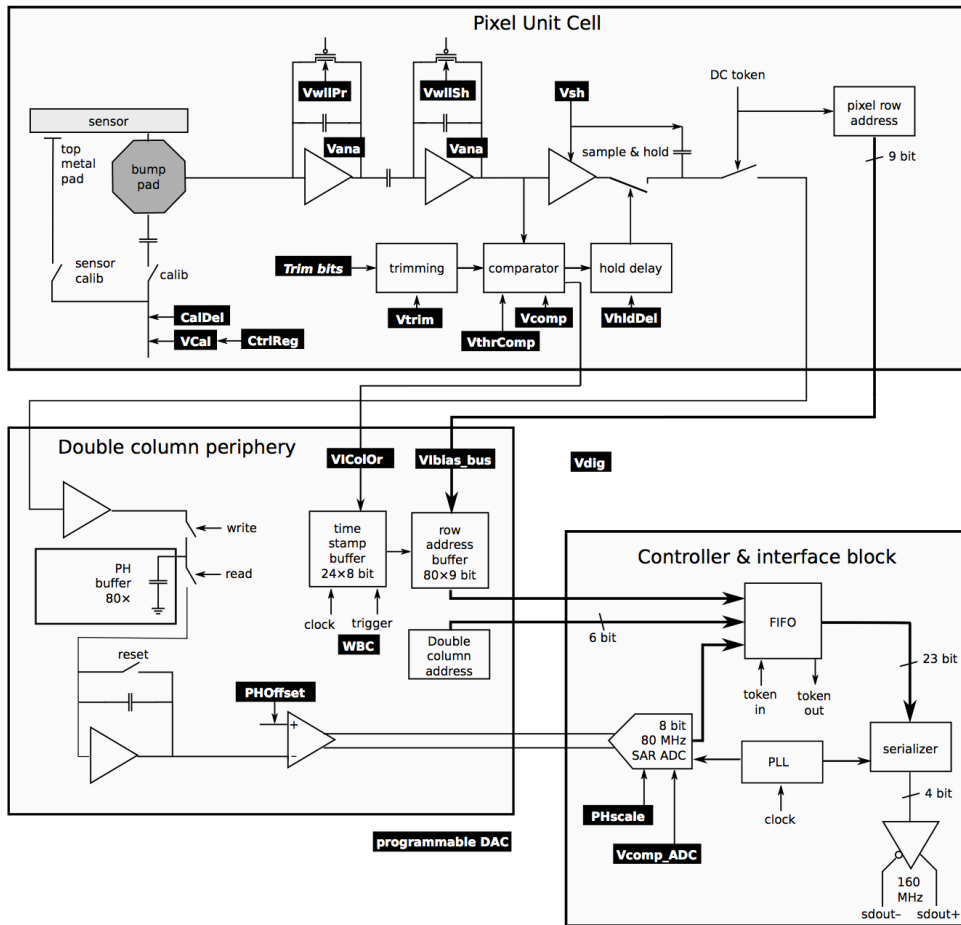 Pixel Unit Cell
VwllPr
VwllSh
Vsh
DC token
pixel row
address
sensor
top
metal
pad
bump
pad
Vana
Vana
sample & hold
9 bit
sensor
calib
calib
Trim bits
trimming
comparator
hold delay
CalDel
Vtrim
Vcomp
VhldDel
VCal
CtrlReg
VthrComp
Double column periphery
VIColOr
VIbias_bus
Vdig
write
time
stamp
buffer
24×8 bit
row
address
buffer
80×9 bit
PH
buffer
80×
read
clock
trigger
WBC
Double
column
address
reset
PHOffset
+
–
Controller & interface block
6 bit
FIFO
23 bit
token
in
token
out
8 bit
80 MHz
SAR ADC
PLL
serializer
PHscale
clock
4 bit
Vcomp_ADC
programmable DAC
160
MHz
sdout–
sdout+